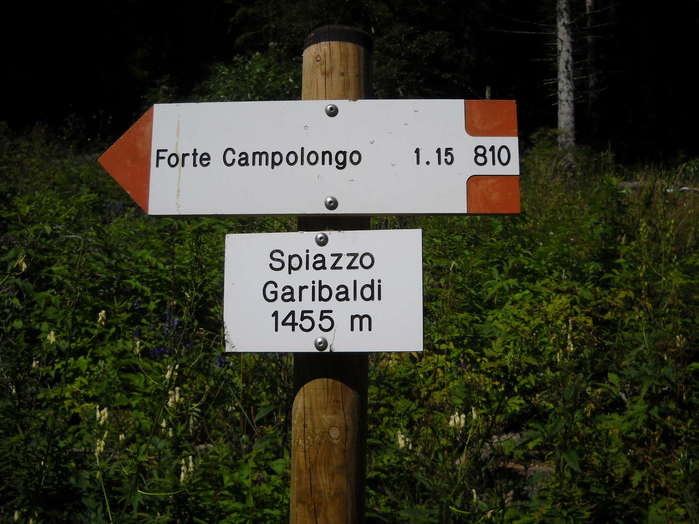 Forte Campolongo 1.15 810
Spiazzo
Garibaldi
1455 m